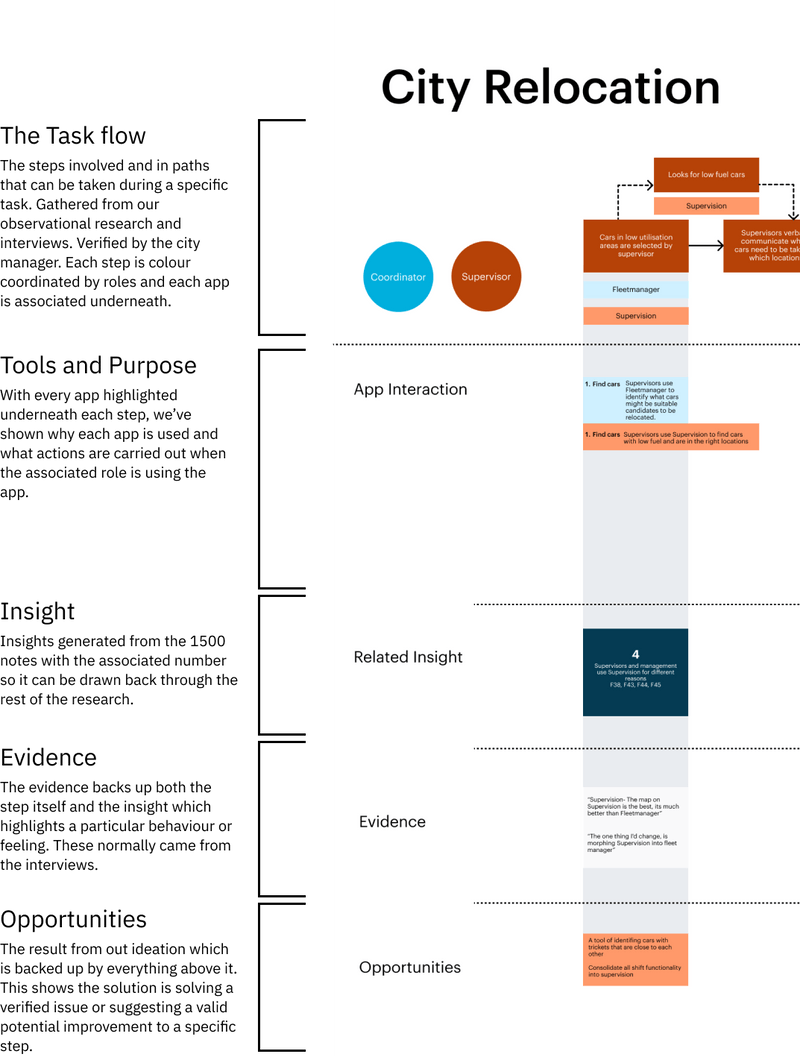 City Relocation
The Task flow
The steps involved and in paths
that can be taken during a specific
task. Gathered from our
observational research and
interviews. Verified by the city
manager. Each step is colour
coordinated by roles and each app
is associated underneath.
Coordinator
Supervisor
Looks for low fuel cars
Supervision
Cars in low utilisation
areas are selected by
supervisor
Supervisors
communicate
cars need to be
which
Fleetmanager
Supervision
Tools and Purpose
With every app highlighted
underneath each step, we’ve
shown why each app is used and
what actions are carried out when
the associated role is using the
app.
App Interaction
1. Find cars Supervisors use
Fleetmanager to
identify what cars
might be suitable
candidates to be
relocated.
1. Find cars Supervisors use Supervision to find cars
with low fuel and are in the right locations
Insight
Insights generated from the 1500
notes with the associated number
so it can be drawn back through the
rest of the research.
Related Insight
4
Supervisors and management
use Supervision for different
reasons
F38, F43, F44, F45
Evidence
The evidence backs up both the
step itself and the insight which
highlights a particular behaviour or
feeling. These normally came from
the interviews.
Evidence
"Supervision- The map on
Supervision is the best, its much
better than Fleetmanager"
"The one thing I'd change, is
morphing Supervision into fleet
manager"
Opportunities
The result from out ideation which
is backed up by everything above it.
This shows the solution is solving a
verified issue or suggesting a valid
potential improvement to a specific
step.
Opportunities
A tool of identifing cars with
trickets that are close to each
other
Consolidate all shift functionality
into supervision